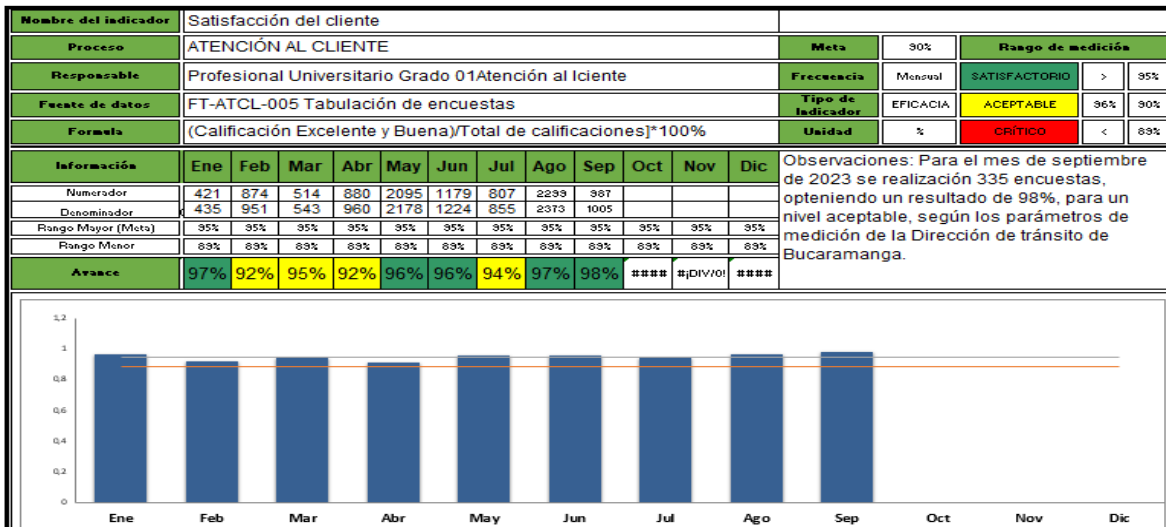 Nombre del indicador Satisfacción del cliente
Proceso ATENCIÓN AL CLIENTE Meta 90% Rango de medición
Responsable Profesional Universitario Grado 01Atención al lciente Frecuencia Mensual SATISFACTORIO > 95%
Fuente de datos FT-ATCL-005 Tabulación de encuestas Tipo de Indicador EFICACIA ACEPTABLE 96% 90%
Formula (Calificación Excelente y Buena)/Total de calificaciones]*100% Unidad % CRÍTICO < 89%
Información Ene Feb Mar Abr May Jun Jul Ago Sep Oct Nov Dic
Numerador 421 874 514 880 2095 1179 807 2299 987
Denominador 435 951 543 960 2178 1224 855 2373 1005
Rango Mayor (Meta) 95% 95% 95% 95% 95% 95% 95% 95% 95% 95% 95% 95%
Rango Menor 89% 89% 89% 89% 89% 89% 89% 89% 89% 89% 89% 89%
Avance 97% 92% 95% 92% 96% 96% 94% 97% 98% #### #¡DIV/0! ####
Observaciones: Para el mes de septiembre
de 2023 se realización 335 encuestas,
opteniendo un resultado de 98%, para un
nivel aceptable, según los parámetros de
medición de la Dirección de tránsito de
Bucaramanga.
1,2
1
0,8
0,6
0,4
0,2
0
Ene Feb Mar Abr May Jun Jul Ago Sep Oct Nov Dic